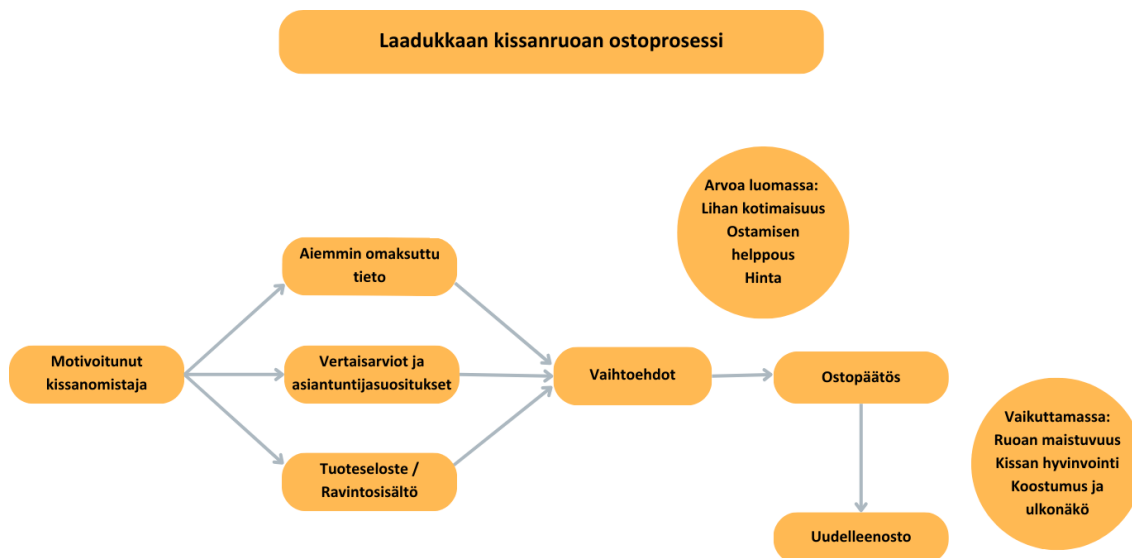 Laadukkaan kissanruoan ostoprosessi
Arvoa luomassa:
Lihan kotimaisuus
Ostamisen
helppous
Hinta
Aiemmin omaksuttu
tieto
Motivoitunut
kissanomistaja
Vertaisarviot ja
asiantuntijasuositukset
Vaihtoehdot
Ostopäätös
Tuoteseloste /
Ravintosisältö
Vaikuttamassa:
Ruoan maistuvuus
Kissan hyvinvointi
Koostumus ja
ulkonäkö
Uudelleenosto